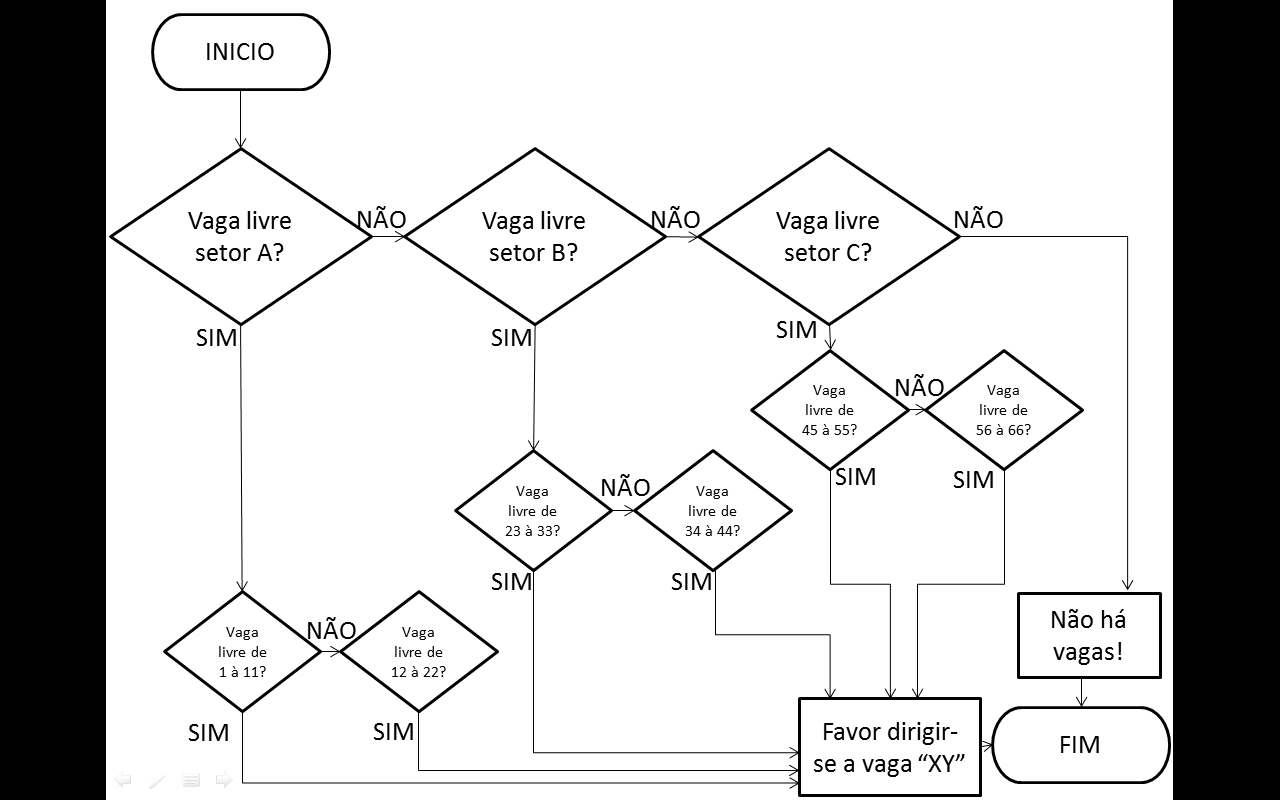 INICIO
Vaga livre
setor A?
NÃO
Vaga livre
setor B?
NÃO
Vaga livre
setor C?
NÃO
SIM
SIM
SIM
Vaga
livre de
45 à 55?
NÃO
Vaga
livre de
56 à 66?
SIM
SIM
Vaga
livre de
23 à 33?
NÃO
Vaga
livre de
34 à 44?
SIM
SIM
Vaga
livre de
1 à 11?
NÃO
Vaga
livre de
12 à 22?
SIM
SIM
Não há
vagas!
Favor dirigir-
se a vaga “XY”
FIM